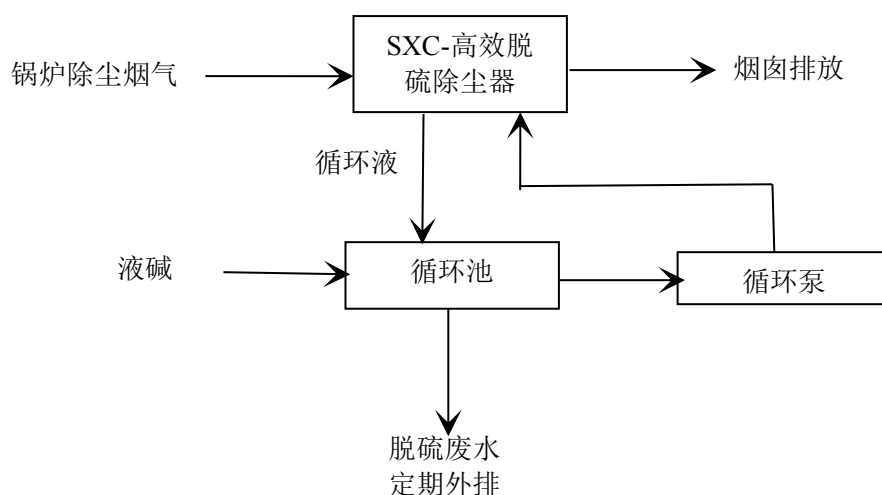 SXC-高效脱
硫除尘器
锅炉除尘烟气
烟囱排放
循环液
液碱
循环池
循环泵
脱硫废水
定期外排